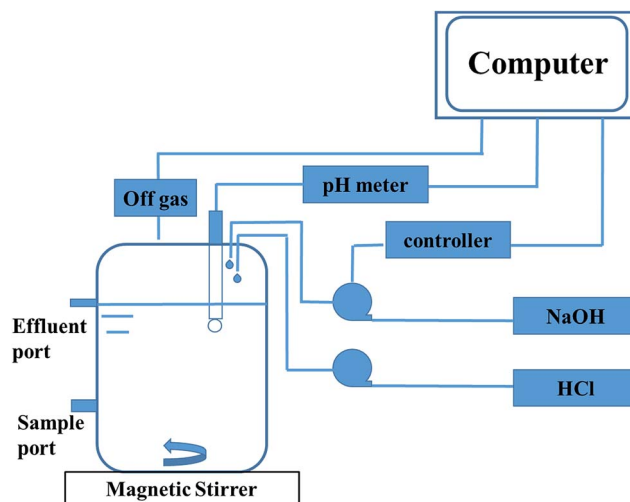 Computer
Off gas
pH meter
controller
Effluent
port
NaOH
HCl
Sample
port
Magnetic Stirrer